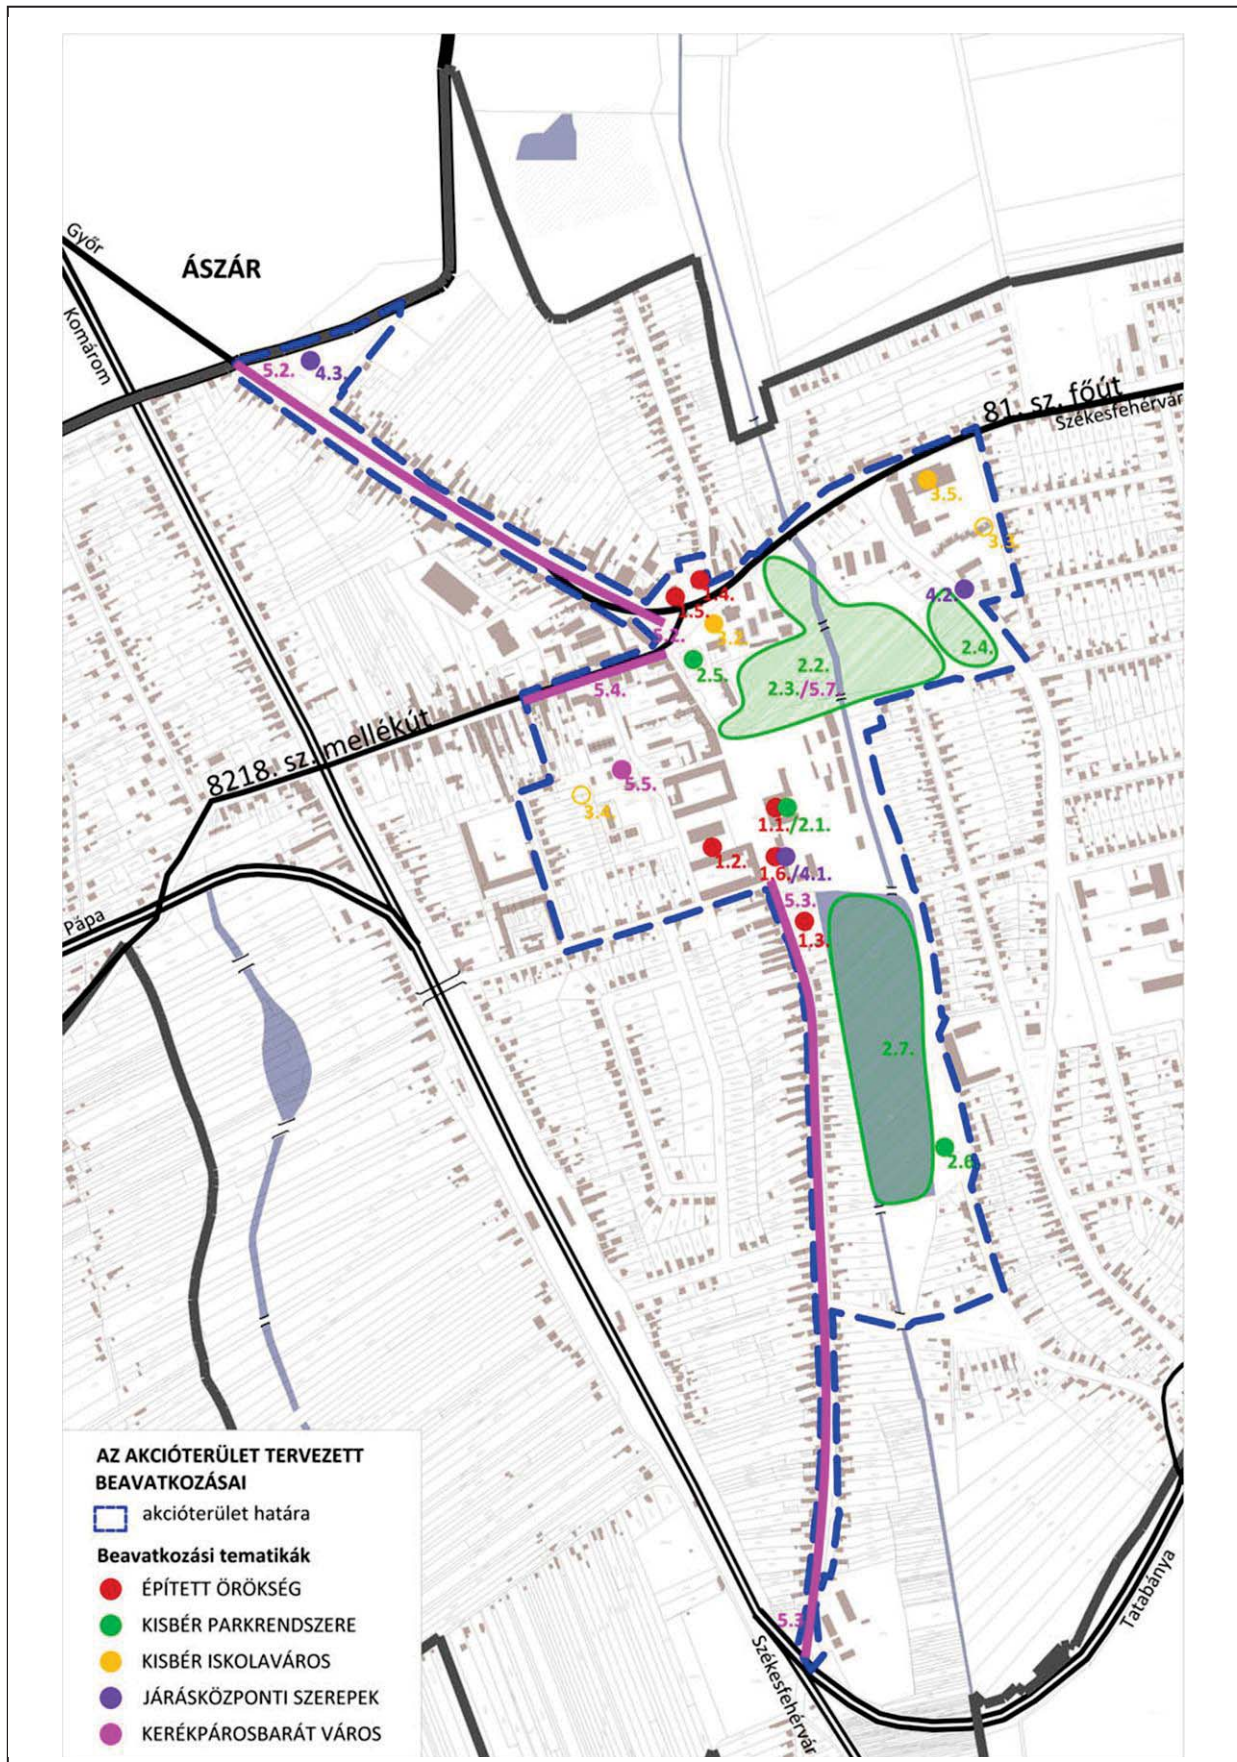 Győr
ÁSZÁR
Komárom
5.2.
4.3.
81. sz. főút
Székesfehérvár
3.5.
1.4.
1.5.
4.2.
5.2.
2.5.
2.2.
2.4.
2.3./5.7.
5.4.
8218. sz. mellékút
5.5.
3.4.
1.1./2.1.
1.2.
1.6./4.1.
5.3.
1.3.
Pápa
2.7.
2.6.
5.3.
Székesfehérvár
Tatabánya
AZ AKCIÓTERÜLET TERVEZETT
BEAVATKOZÁSAI
akcióterület határa
Beavatkozási tematikák
ÉPÍTETT ÖRÖKSÉG
KISBÉR PARKRENDSZERE
KISBÉR ISKOLAVÁROS
JÁRÁSKÖZPONTI SZEREPEK
KERÉKPÁROSBARÁT VÁROS